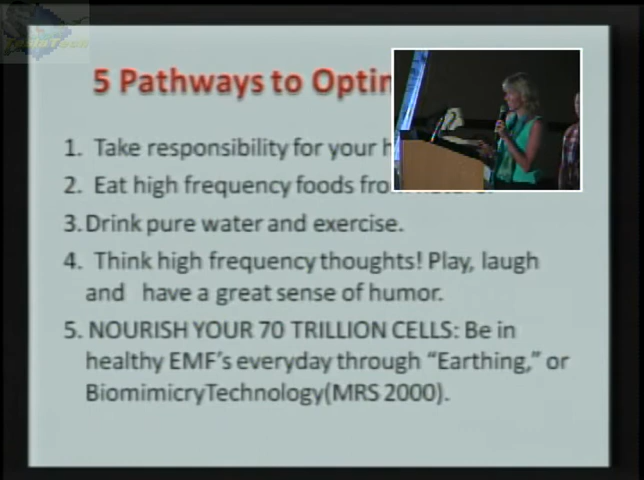 5 Pathways to
1. Take responsibility for your
2. Eat high frequency foods
3. Drink pure water and exercise.
4. Think high frequency thoughts! Play, laugh
and have a great sense of humor.
5. NOURISH YOUR 70 TRILLION CELLS: Be in
healthy EMF's everyday through "Earthing," or
BiomimicryTechnology(MRS 2000).